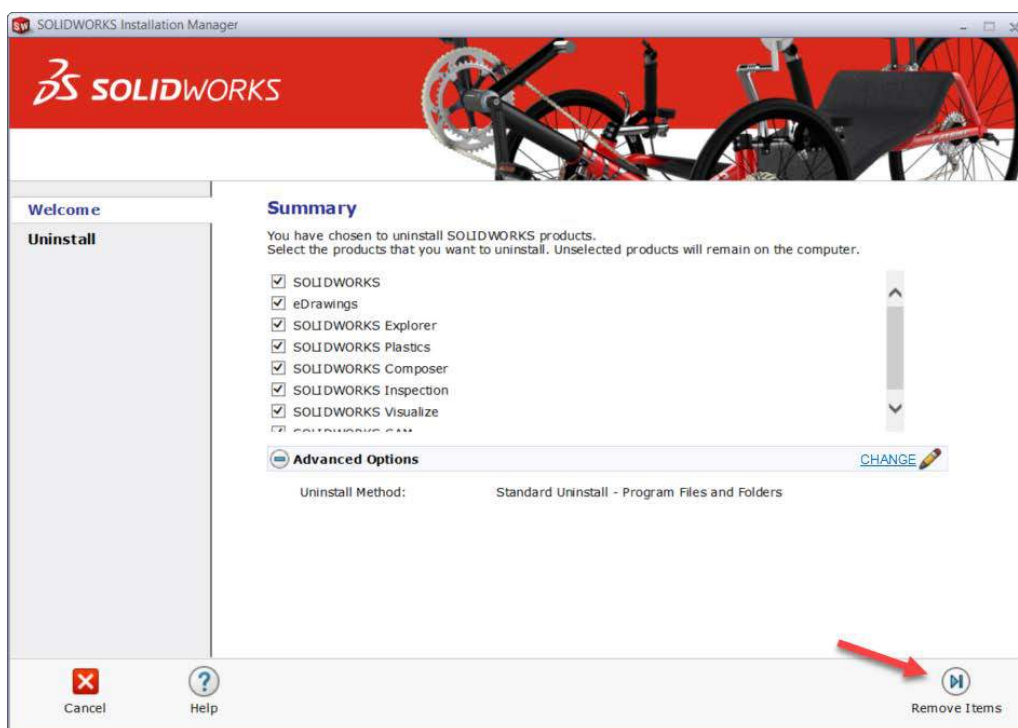 SOLIDWORKS Installation Manager
SOLIDWORKS
Welcome
Uninstall
Summary
You have chosen to uninstall SOLIDWORKS products.
Select the products that you want to uninstall. Unselected products will remain on the computer.
SOLIDWORKS
eDrawings
SOLIDWORKS Explorer
SOLIDWORKS Plastics
SOLIDWORKS Composer
SOLIDWORKS Inspection
SOLIDWORKS Visualize
SOLIDWORKS CAM
Advanced Options CHANGE
Uninstall Method: Standard Uninstall - Program Files and Folders
Cancel Help Remove Items